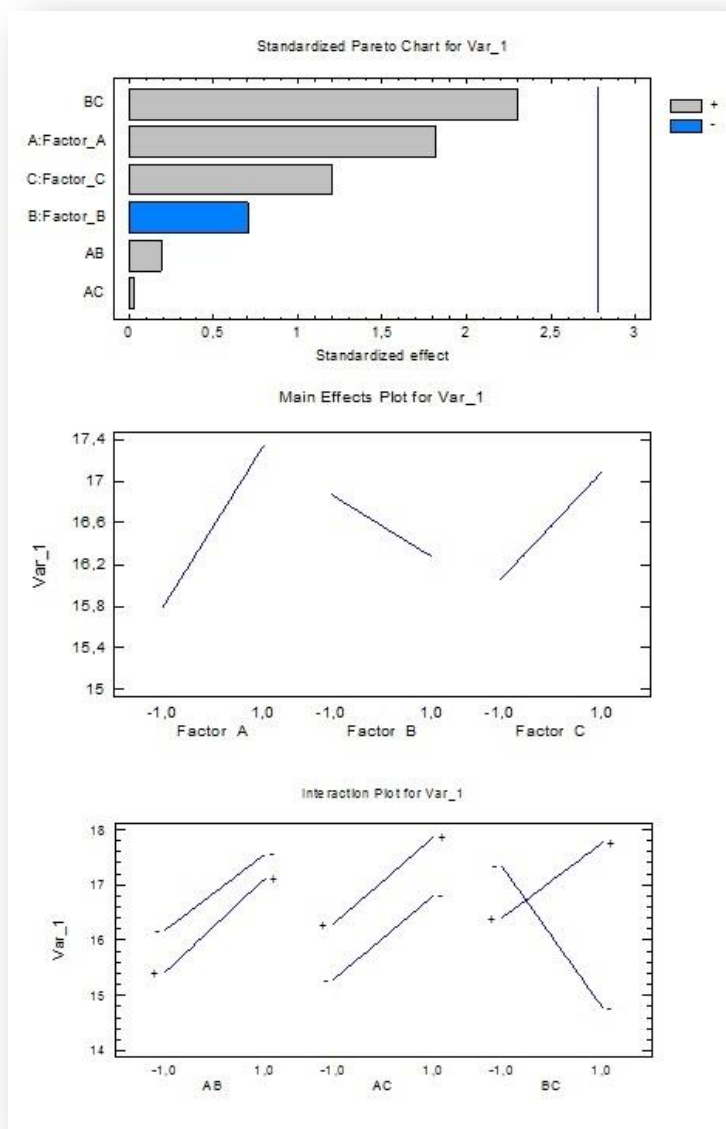 Standardized Pareto Chart for Var_1
BC
+
-
A:Factor_A
C:Factor_C
B:Factor_B
AB
AC
0 0,5 1 1,5 2 2,5 3
Standardized effect
Main Effects Plot for Var_1
17,4
17
16,6
16,2
15,8
15,4
15
Var_1
-1,0 1,0 -1,0 1,0 -1,0 1,0
Factor A Factor B Factor C
Interaction Plot for Var_1
18
17
16
15
14
Var_1
- - + +
+ + - -
- + + -
-1,0 1,0 -1,0 1,0 -1,0 1,0
AB AC BC